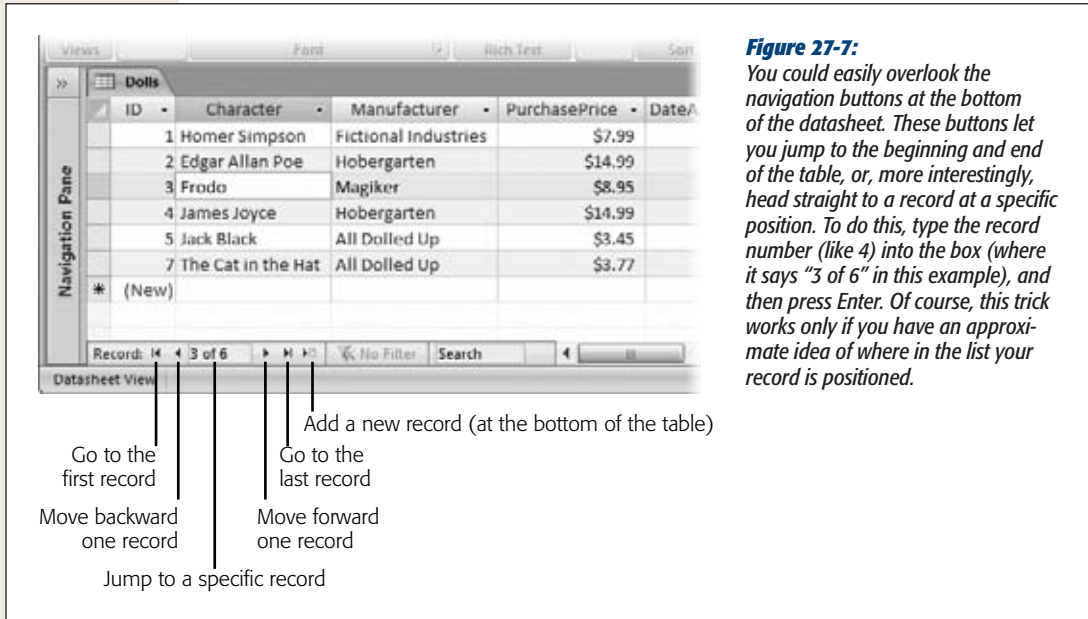 Views Font Rich Text Sort
»
Dolls
ID Character Manufacturer PurchasePrice DateA
1 Homer Simpson Fictional Industries $7.99
2 Edgar Allan Poe Hobergarten $14.99
3 Frodo Magiker $8.95
4 James Joyce Hobergarten $14.99
5 Jack Black All Dolled Up $3.45
7 The Cat in the Hat All Dolled Up $3.77
* (New)
Navigation Pane
Record: 3 of 6 No Filter Search
Datasheet View
Add a new record (at the bottom of the table)
Go to the
first record
Go to the
last record
Move backward
one record
Move forward
one record
Jump to a specific record
Figure 27-7:
You could easily overlook the
navigation buttons at the bottom
of the datasheet. These buttons let
you jump to the beginning and end
of the table, or, more interestingly,
head straight to a record at a specific
position. To do this, type the record
number (like 4) into the box (where
it says “3 of 6” in this example), and
then press Enter. Of course, this trick
works only if you have an approxi-
mate idea of where in the list your
record is positioned.